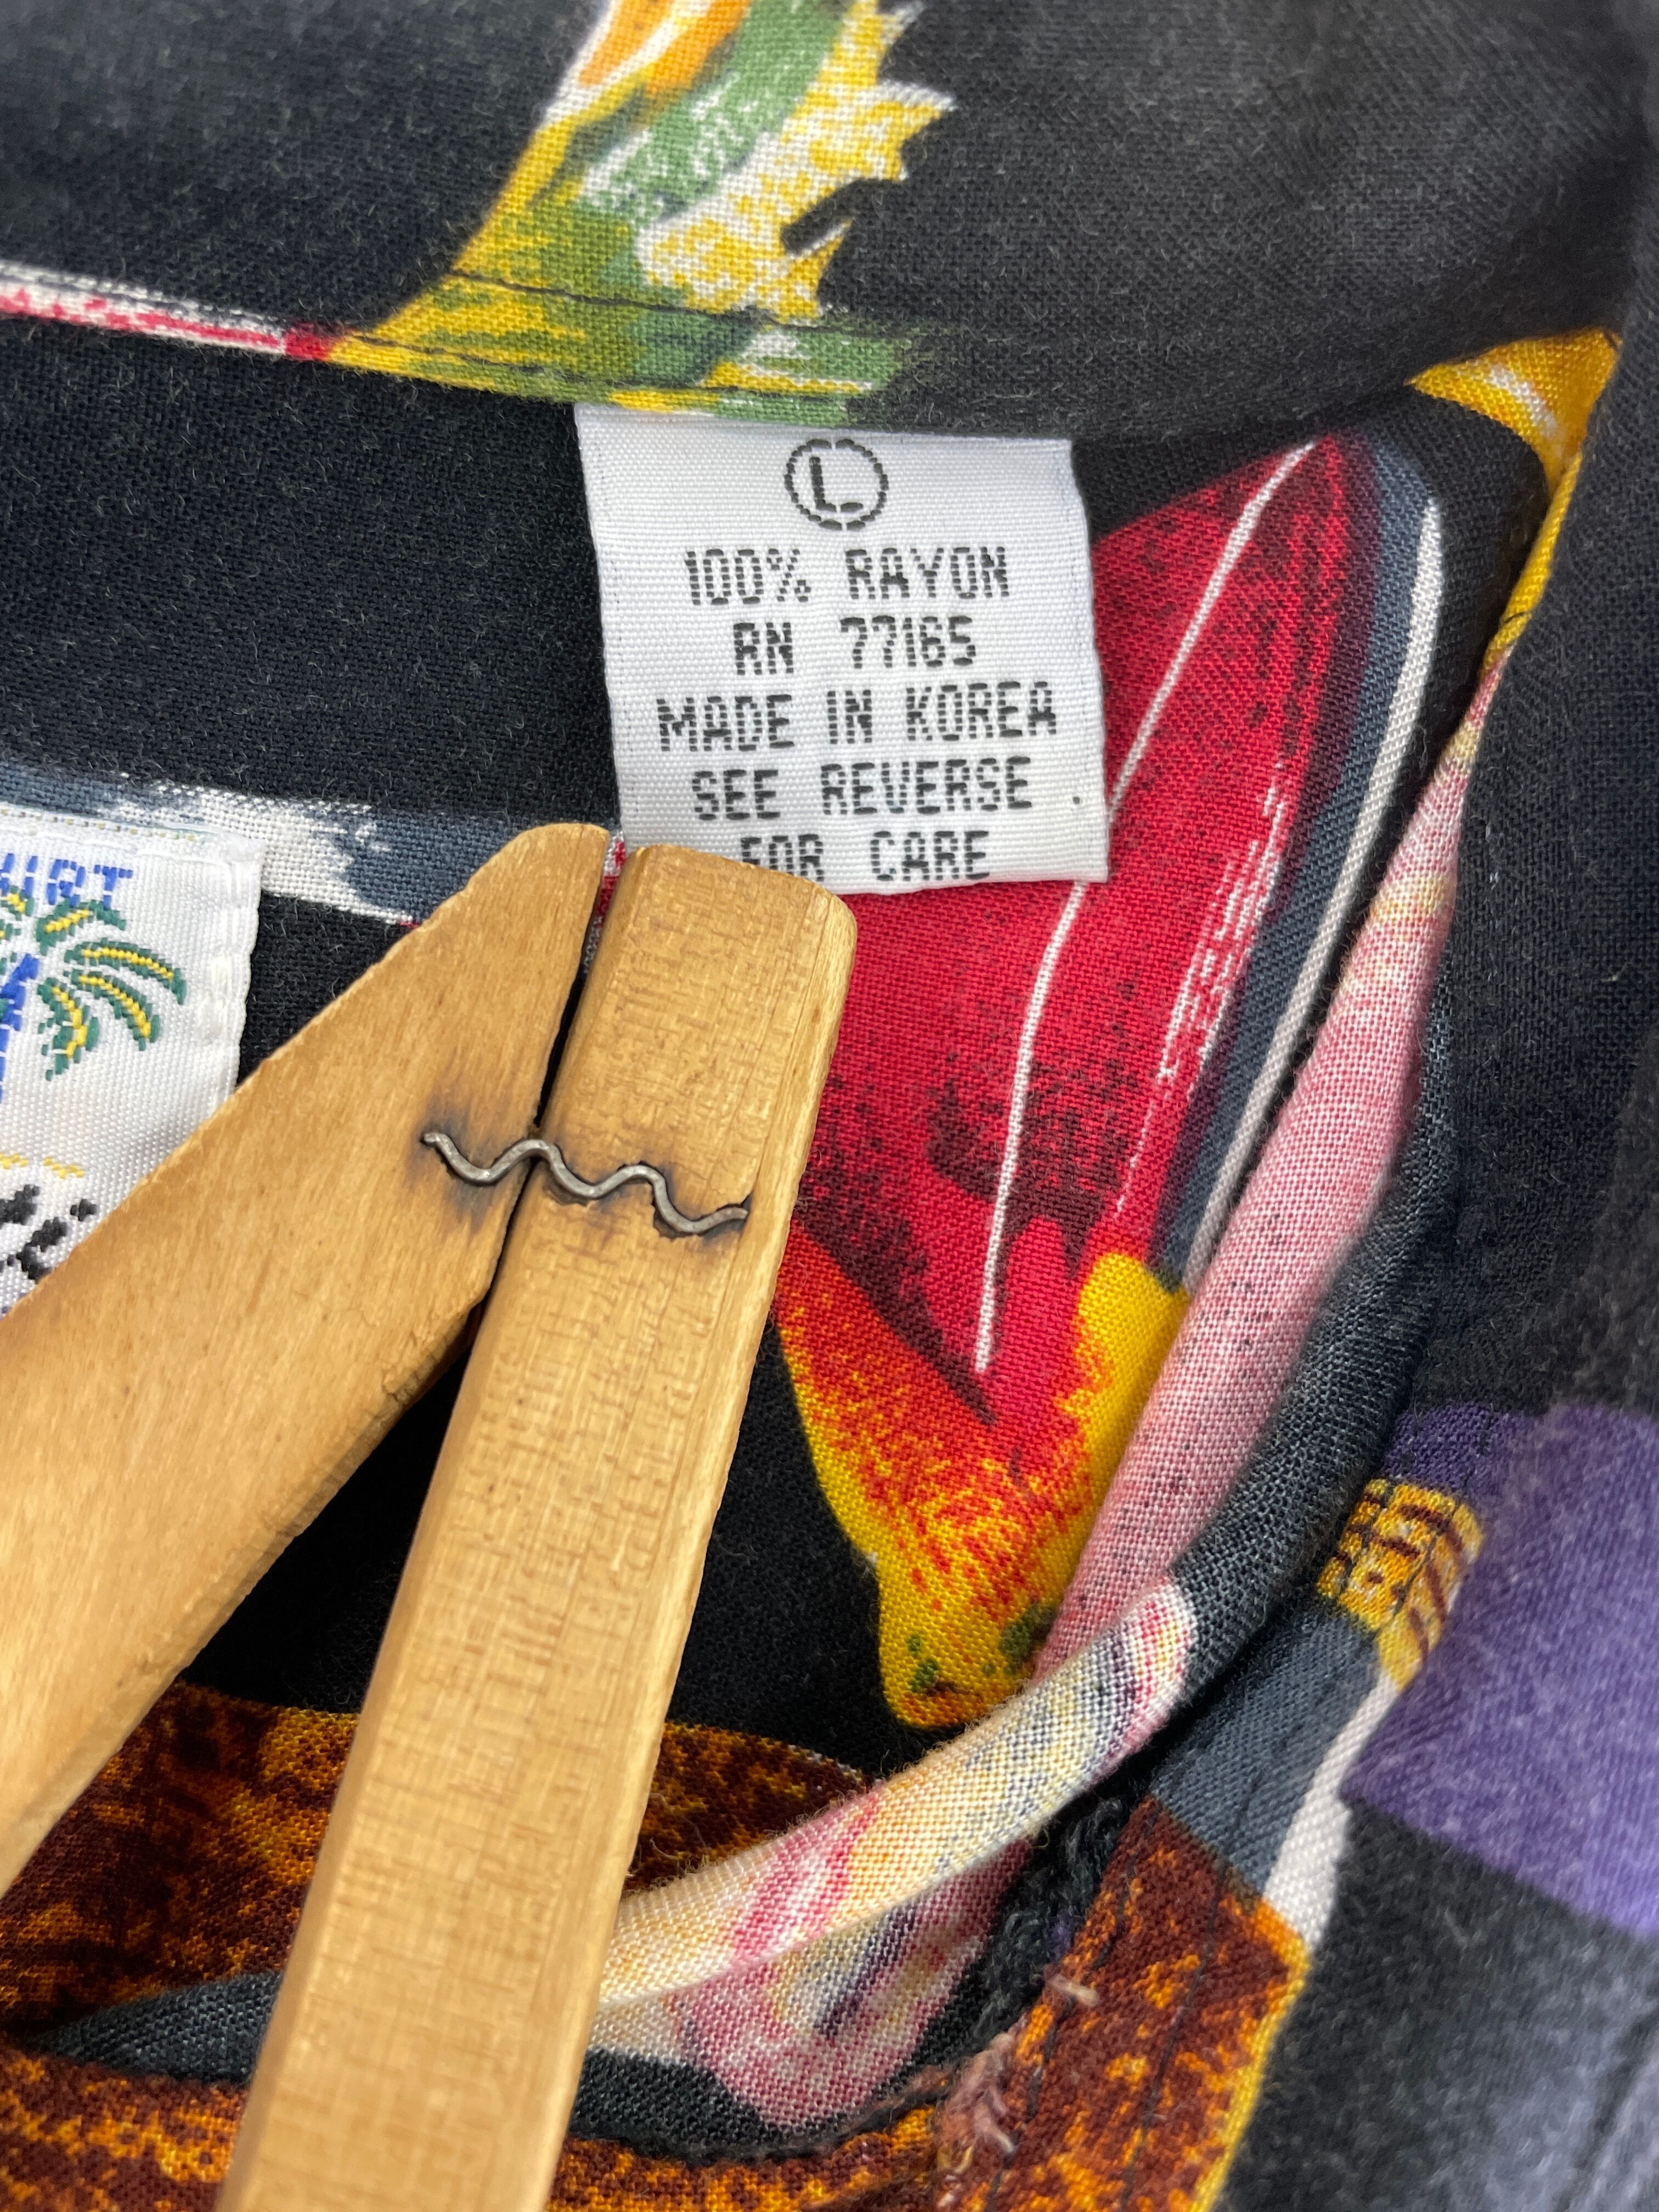 L
100% RAYON
RN 77165
MADE IN KOREA
SEE REVERSE
FOR CARE